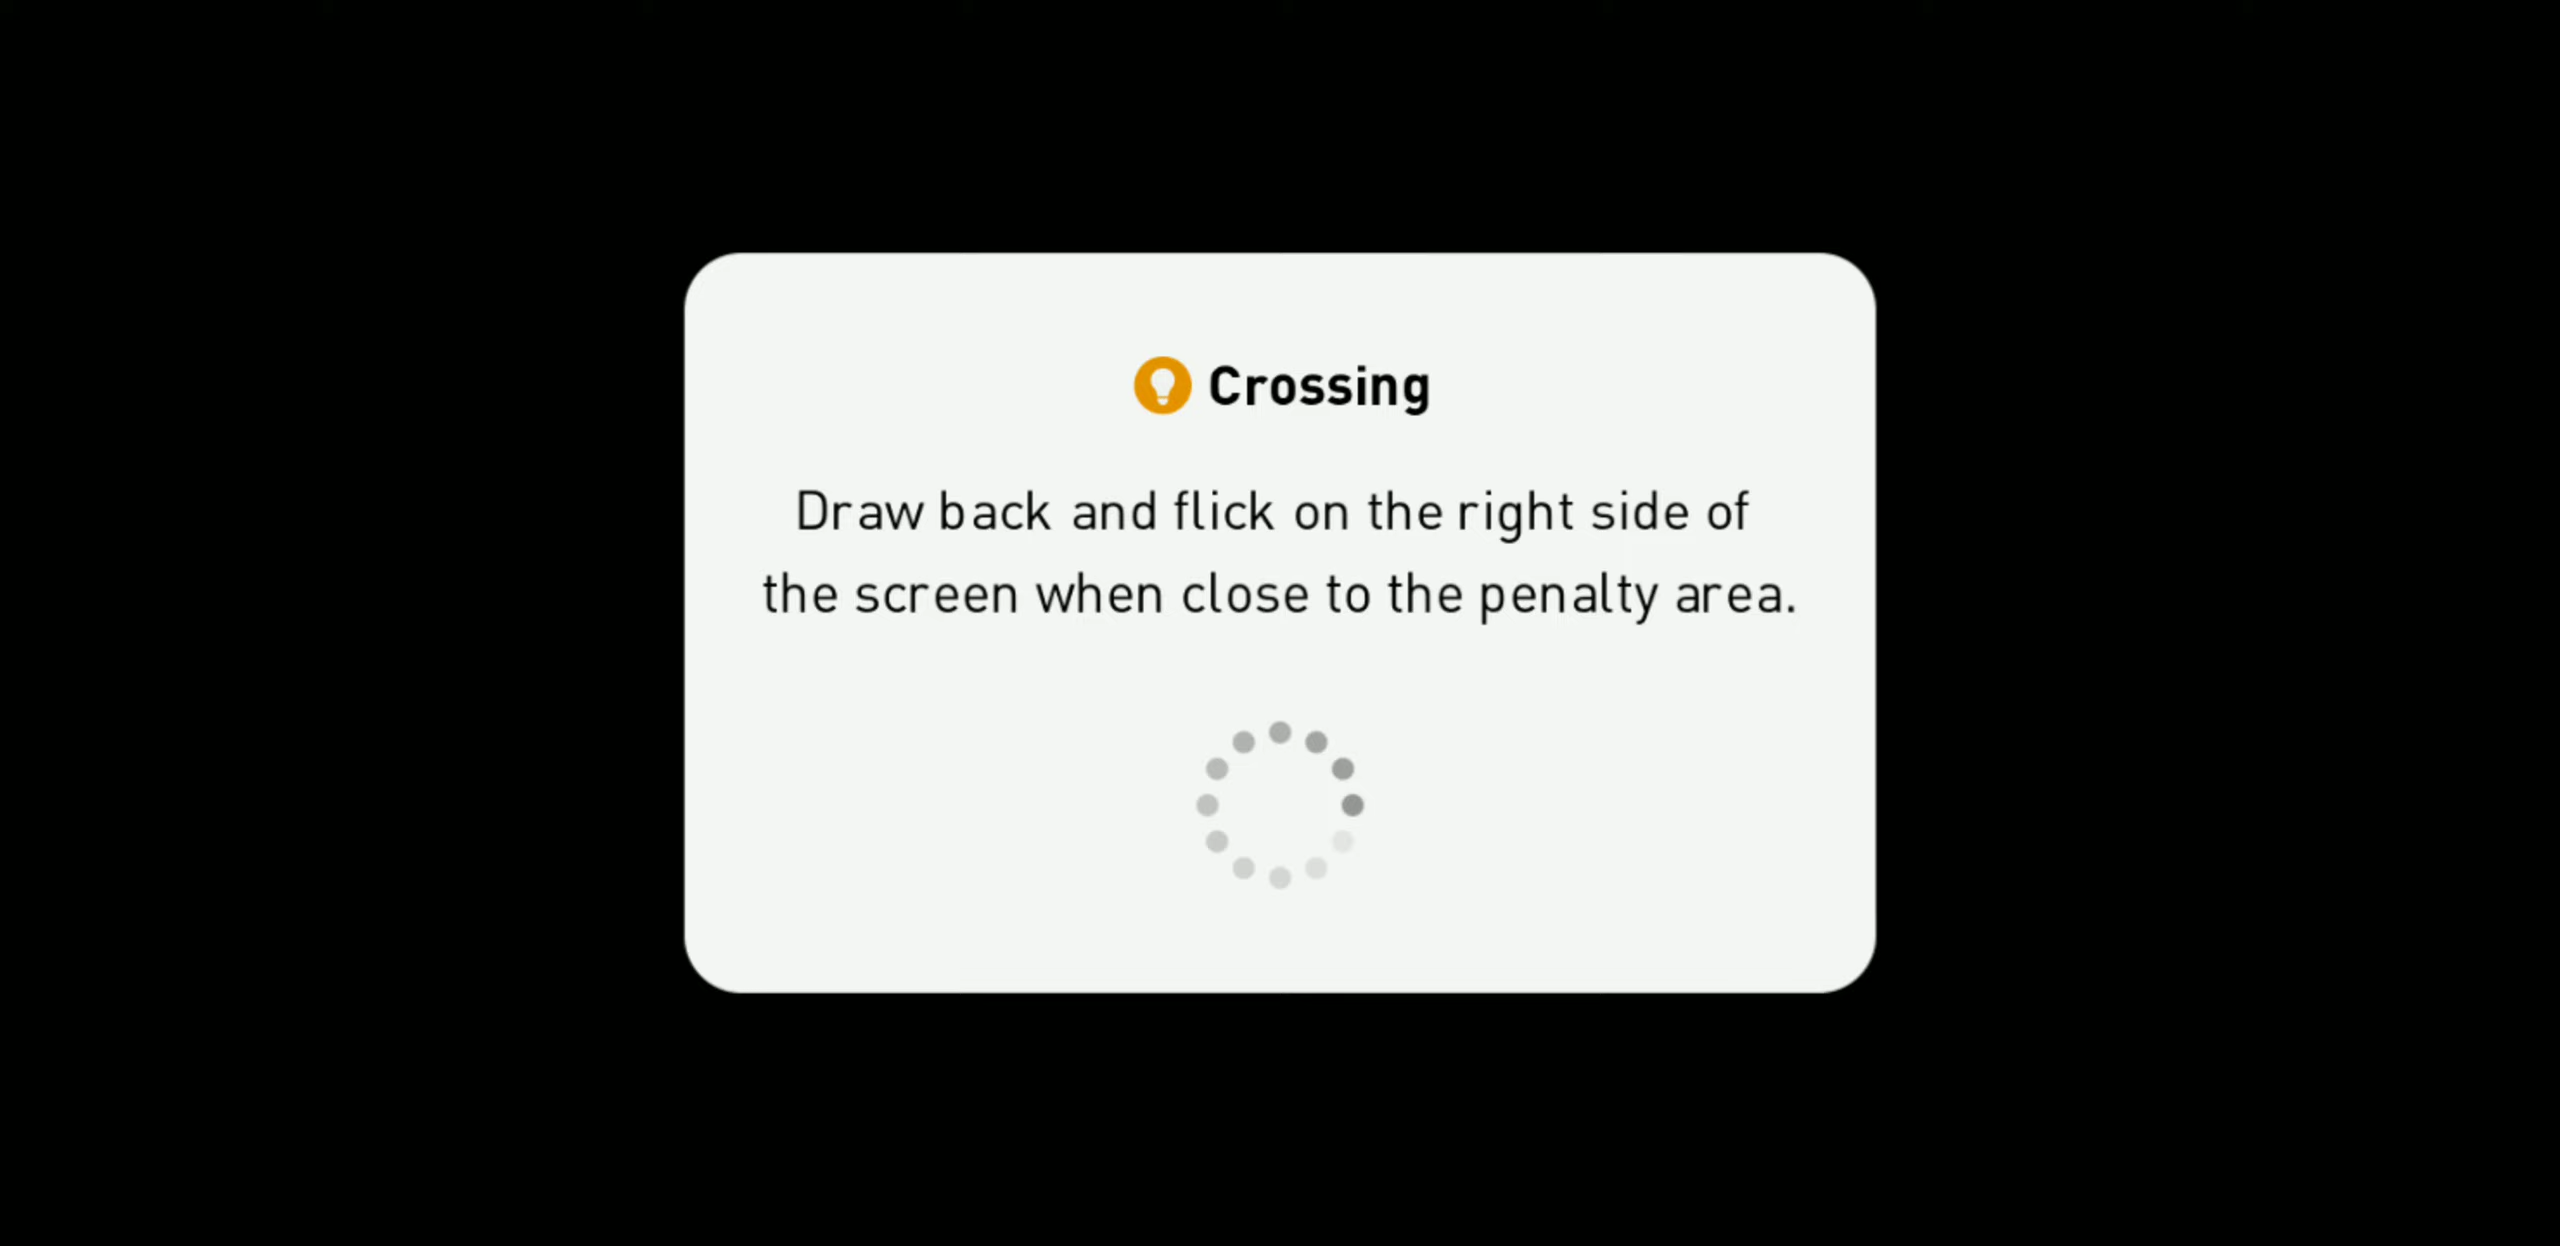 Crossing
Draw back and flick on the right side of
the screen when close to the penalty area.